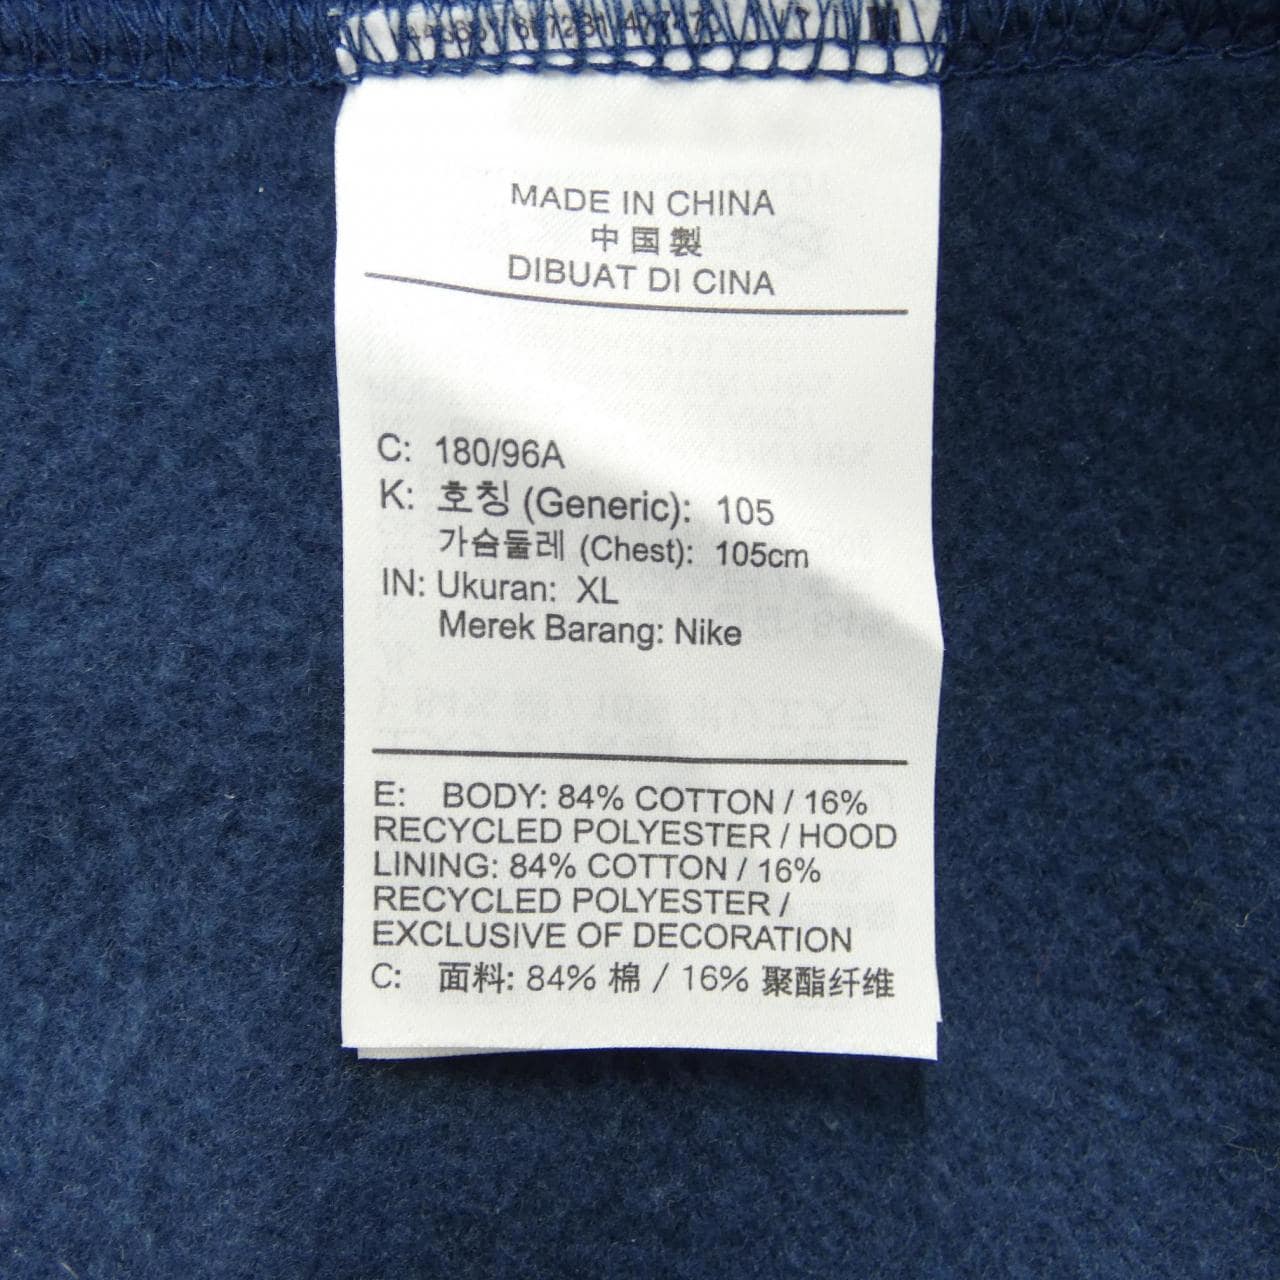 MADE IN CHINA
中国製
DIBUAT DI CINA
C: 180/96A
K: 호칭 (Generic): 105
가슴둘레 (Chest): 105cm
IN: Ukuran: XL
Merek Barang: Nike
E: BODY: 84% COTTON / 16%
RECYCLED POLYESTER / HOOD
LINING: 84% COTTON / 16%
RECYCLED POLYESTER /
EXCLUSIVE OF DECORATION
C: 面料: 84% 棉 / 16% 聚酯纤维